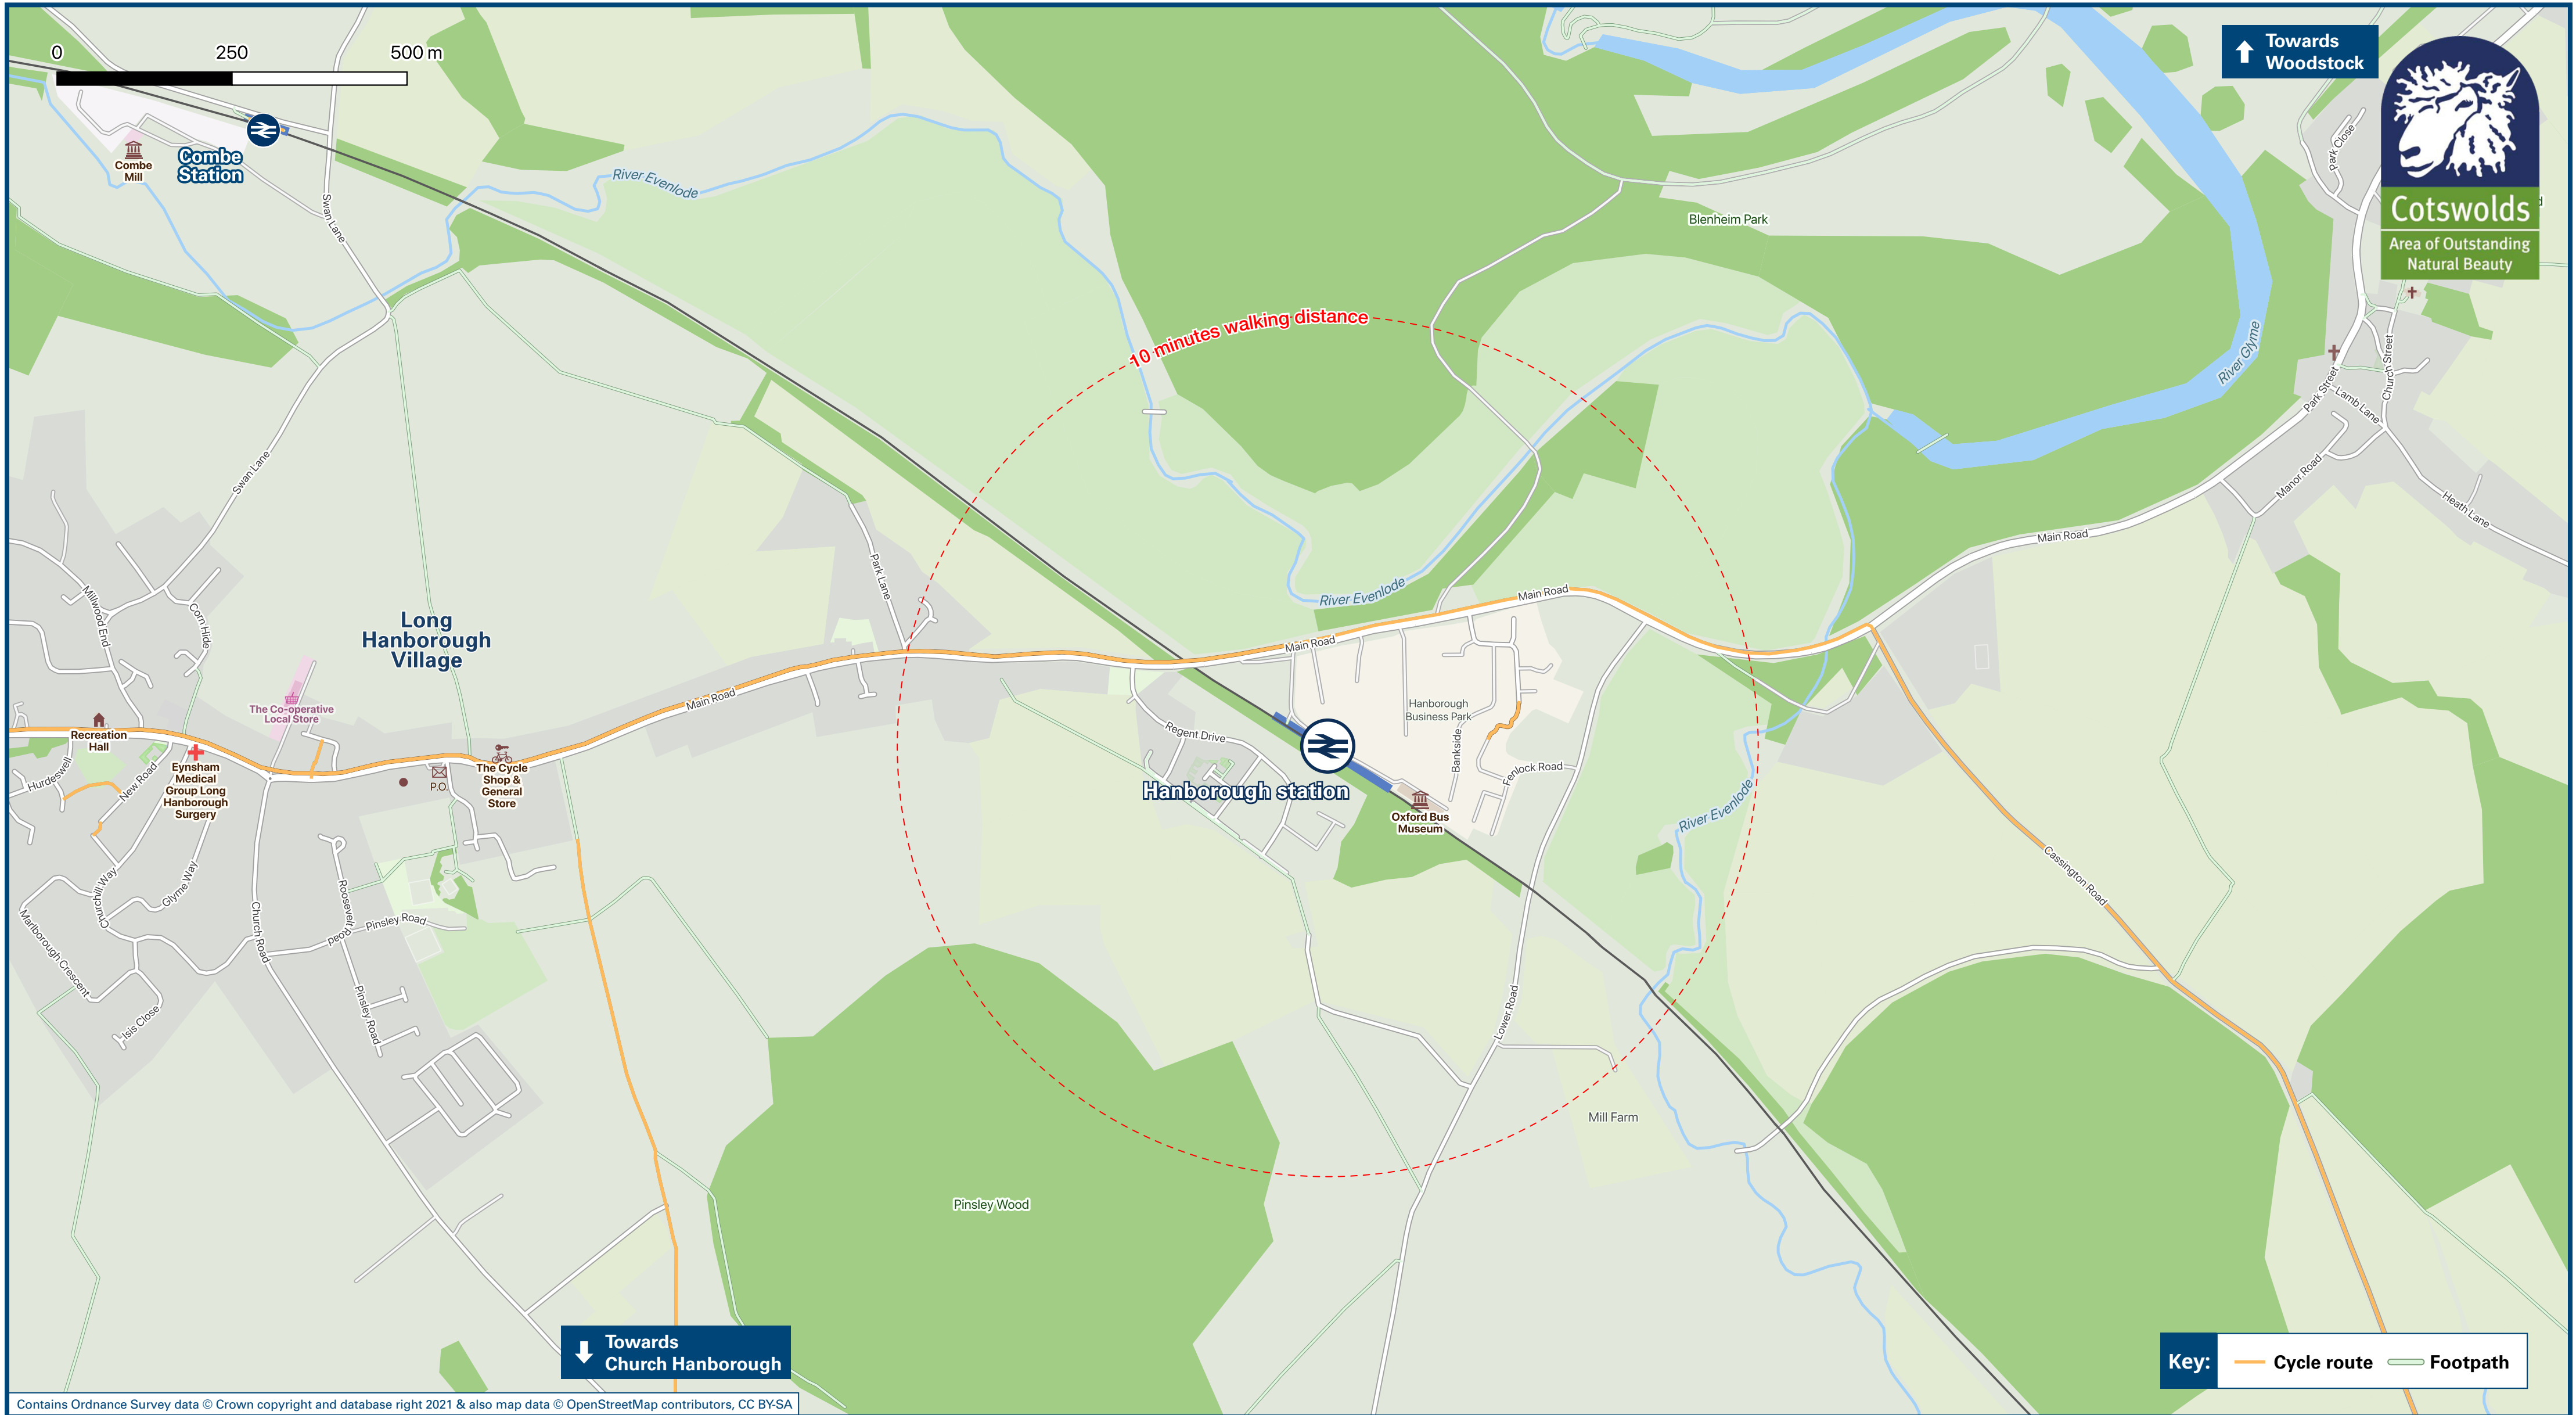 0 250 500 m
Towards
Woodstock
Cotswolds
Area of Outstanding
Natural Beauty
Combe
Mill
Combe
Station
River Evenlode
Swan Lane
Blenheim Park
Park Close
10 minutes walking distance
River Glyme
Park Street
Church Street
Lamb Lane
Manor Road
Heath Lane
Main Road
Swan Lane
Park Lane
River Evenlode
Main Road
Main Road
Millwood End
Corn Hide
Long
Hanborough
Village
The Co-operative
Local Store
Main Road
Recreation
Hall
Hurdeswell
New Road
Eynsham
Medical
Group Long
Hanborough
Surgery
P.O.
The Cycle
Shop &
General
Store
Regent Drive
Hanborough
Business Park
Bankside
Fenlock Road
Hanborough station
Oxford Bus
Museum
River Evenlode
Cassington Road
Churchill Way
Glyme Way
Marlborough Crescent
Isis Close
Church Road
Roosevelt Road
Pinsley Road
Pinsley Road
Lower Road
Mill Farm
Pinsley Wood
Towards
Church Hanborough
Key: Cycle route Footpath
Contains Ordnance Survey data © Crown copyright and database right 2021 & also map data © OpenStreetMap contributors, CC BY-SA